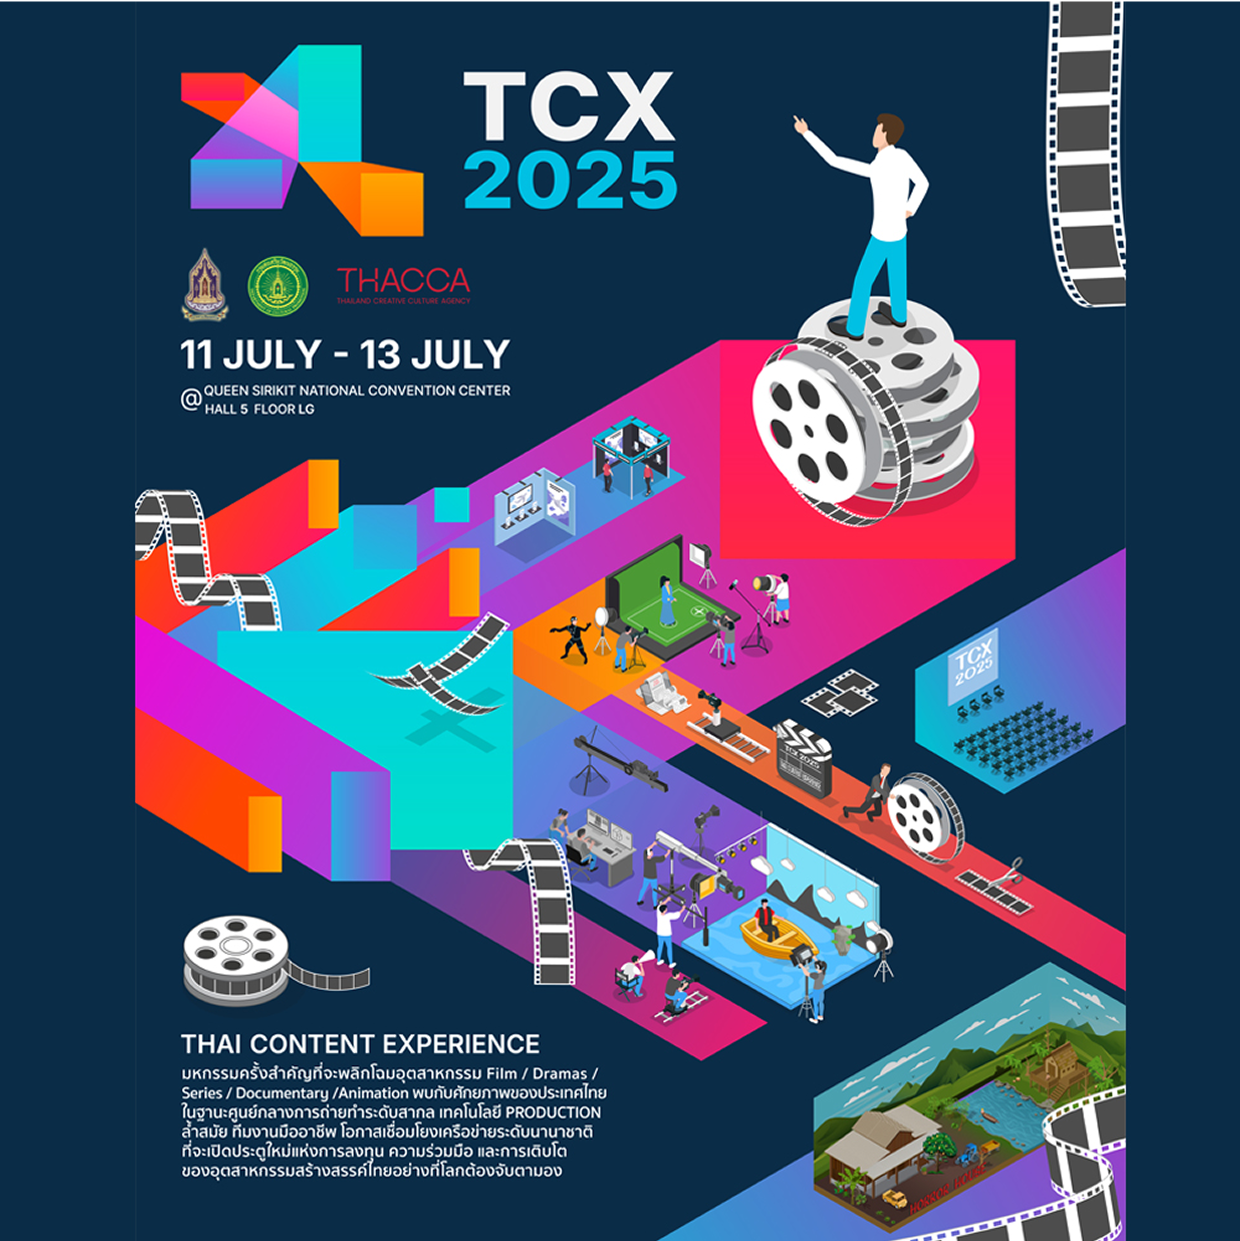 TCX
2025
THACCA
THAILAND CREATIVE CULTURE AGENCY
11 JULY - 13 JULY
@ QUEEN SIRIKIT NATIONAL CONVENTION CENTER
HALL 5 FLOOR LG
TCX
2025
TCX 2025
THAI CONTENT EXPERIENCE
มหกรรมครั้งสำคัญที่จะพลิกโฉมอุตสาหกรรม Film / Dramas /
Series / Documentary /Animation พบกับศักยภาพของประเทศไทย
ในฐานะศูนย์กลางการถ่ายทำระดับสากล เทคโนโลยี PRODUCTION
ล้ำสมัย ทีมงานมืออาชีพ โอกาสเชื่อมโยงเครือข่ายระดับนานาชาติ
ที่จะเปิดประตูใหม่แห่งการลงทุน ความร่วมมือ และการเติบโต
ของอุตสาหกรรมสร้างสรรค์ไทยอย่างที่โลกต้องจับตามอง
HORROR HOUSE